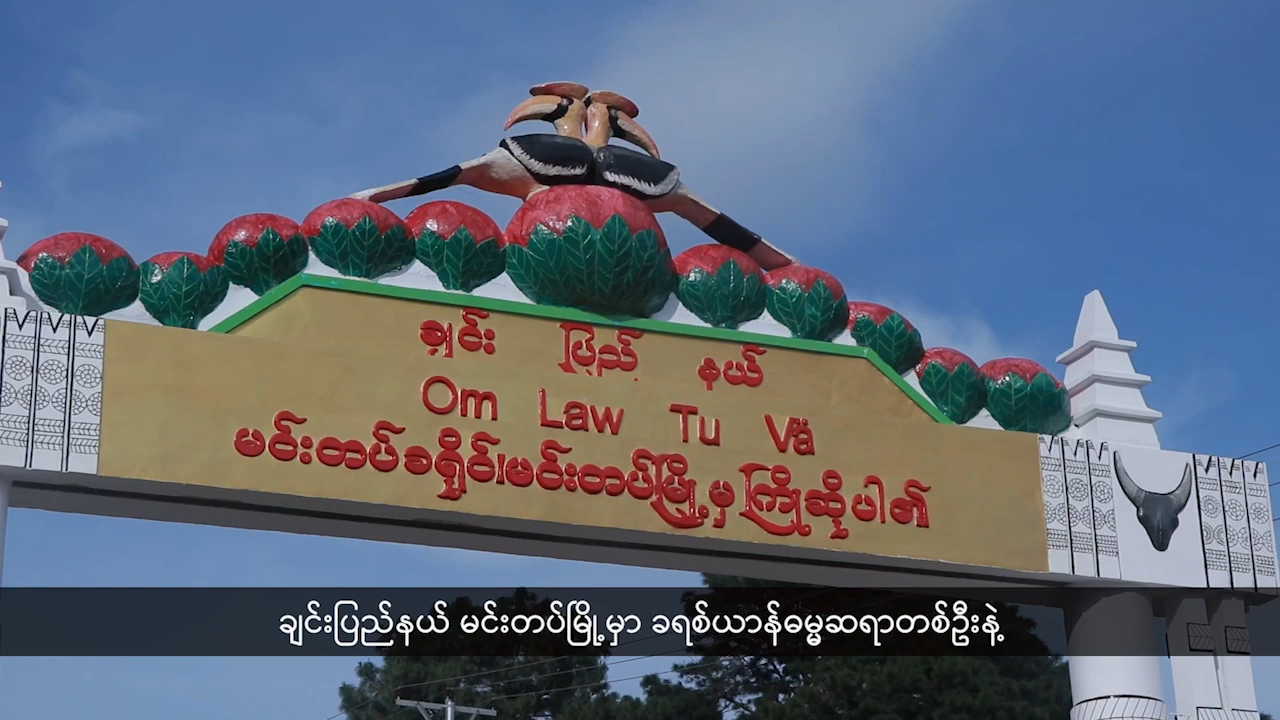 ချင်း ပြည် နယ်
Om Law Tu Vä
မင်းတပ်ခရိုင်၊မင်းတပ်မြို့မှကြိုဆိုပါ၏
ချင်းပြည်နယ် မင်းတပ်မြို့မှာ ခရစ်ယာန်ဓမ္မဆရာတစ်ဦးနဲ့